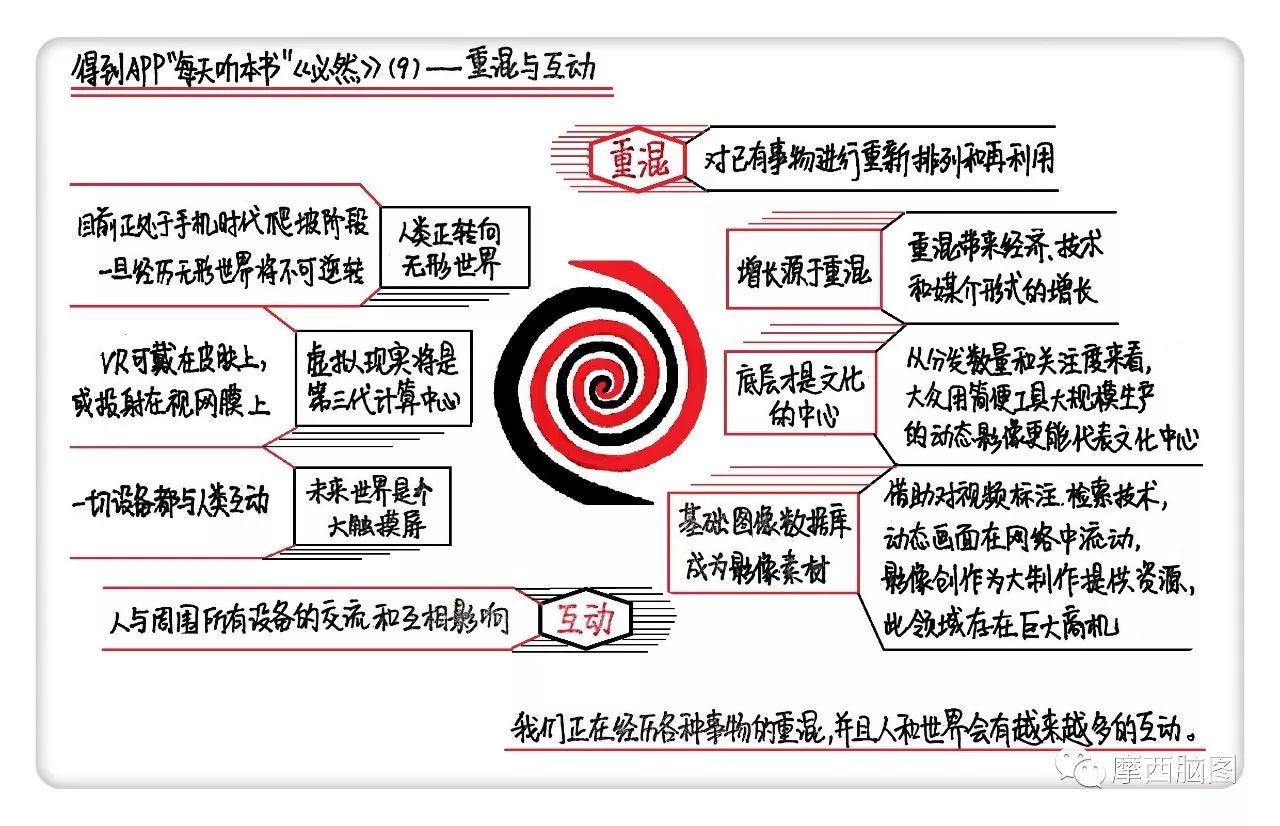 得到APP"每天听本书"《必然》(9)——重混与互动
重混
对已有事物进行重新排列和再利用
增长源于重混
重混带来经济、技术
和媒介形式的增长
底层才是文化
的中心
从分发数量和关注度来看，
大众用简便工具大规模生产
的动态影像更能代表文化中心
基础图像数据库
成为影像素材
借助对视频标注.检索技术，
动态画面在网络中流动，
影像创作为大制作提供资源，
此领域存在巨大商机
人类正转向
无形世界
目前正处于手机时代爬坡阶段
一旦经历无形世界将不可逆转
虚拟现实将是
第三代计算中心
VR可戴在皮肤上，
或投射在视网膜上
未来世界是个
大触摸屏
一切设备都与人类互动
互动
人与周围所有设备的交流和互相影响
我们正在经历各种事物的重混，并且人和世界会有越来越多的互动。
摩西脑图